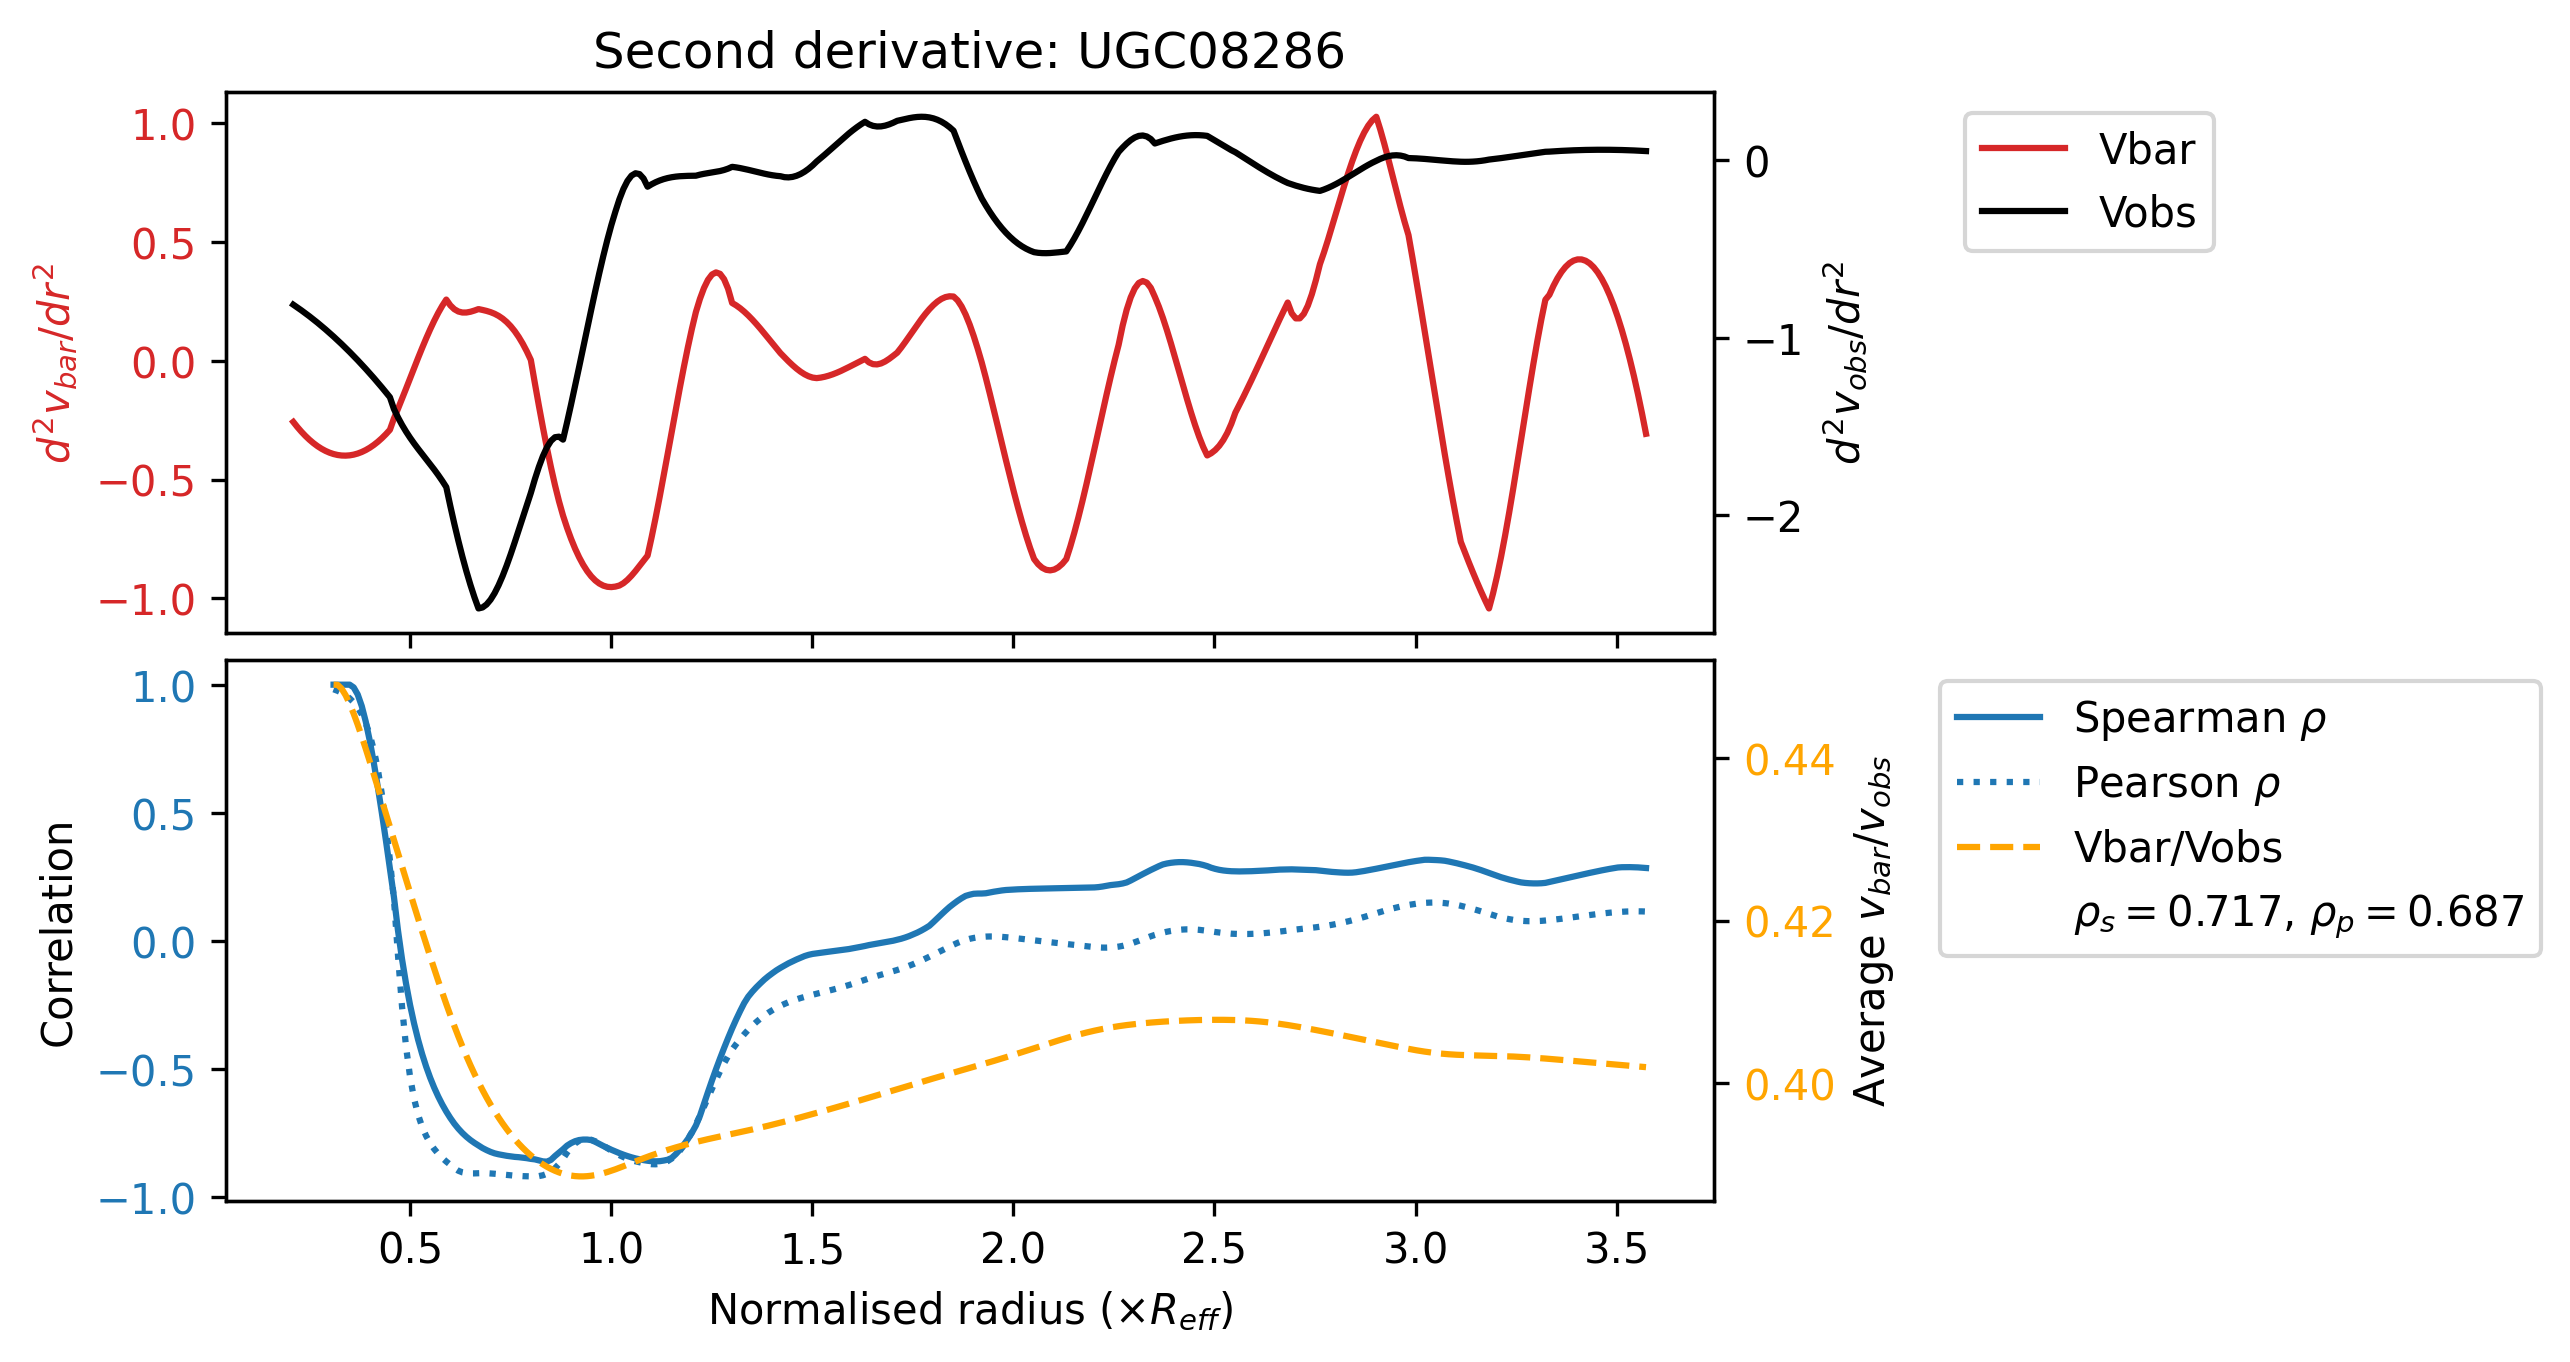 Second derivative: UGC08286
1.0
0.5
0.0
−0.5
−1.0
d²v_bar/dr²
0
−1
−2
d²v_obs/dr²
Vbar
Vobs
1.0
0.5
0.0
−0.5
−1.0
Correlation
0.44
0.42
0.40
Average v_bar/v_obs
Spearman ρ
Pearson ρ
Vbar/Vobs
ρ_s = 0.717, ρ_p = 0.687
0.5 1.0 1.5 2.0 2.5 3.0 3.5
Normalised radius (×R_eff)